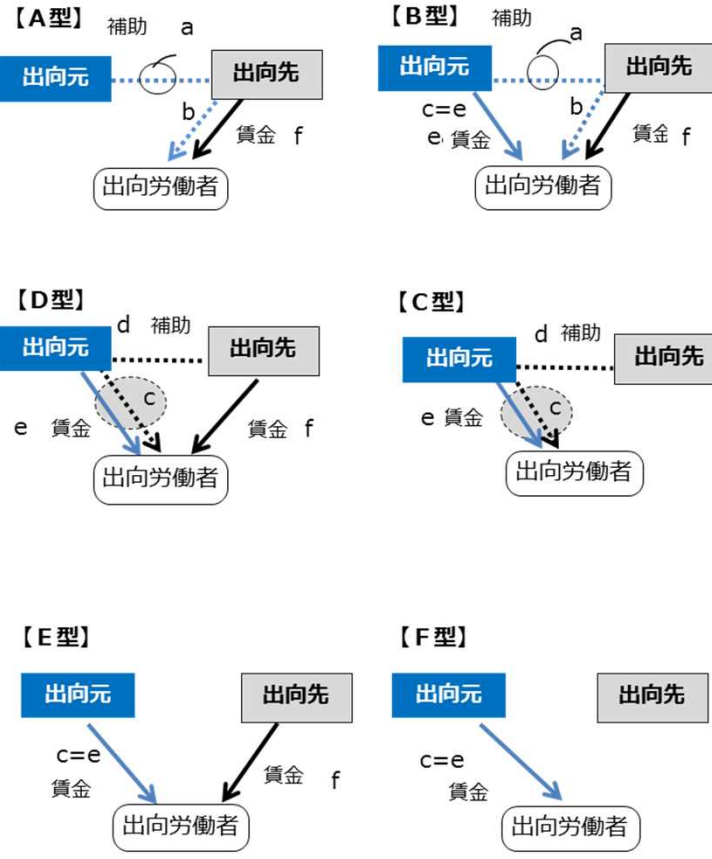 【A型】
補助 a
出向元
出向先
b
賃金 f
出向労働者
【B型】
補助
a
出向元
出向先
c=e
b
e 賃金
賃金 f
出向労働者
【D型】
d 補助
出向元
出向先
c
e 賃金
賃金 f
出向労働者
【C型】
d 補助
出向元
出向先
c
e 賃金
出向労働者
【E型】
出向元
出向先
c=e
賃金
賃金 f
出向労働者
【F型】
出向元
出向先
c=e
賃金
出向労働者